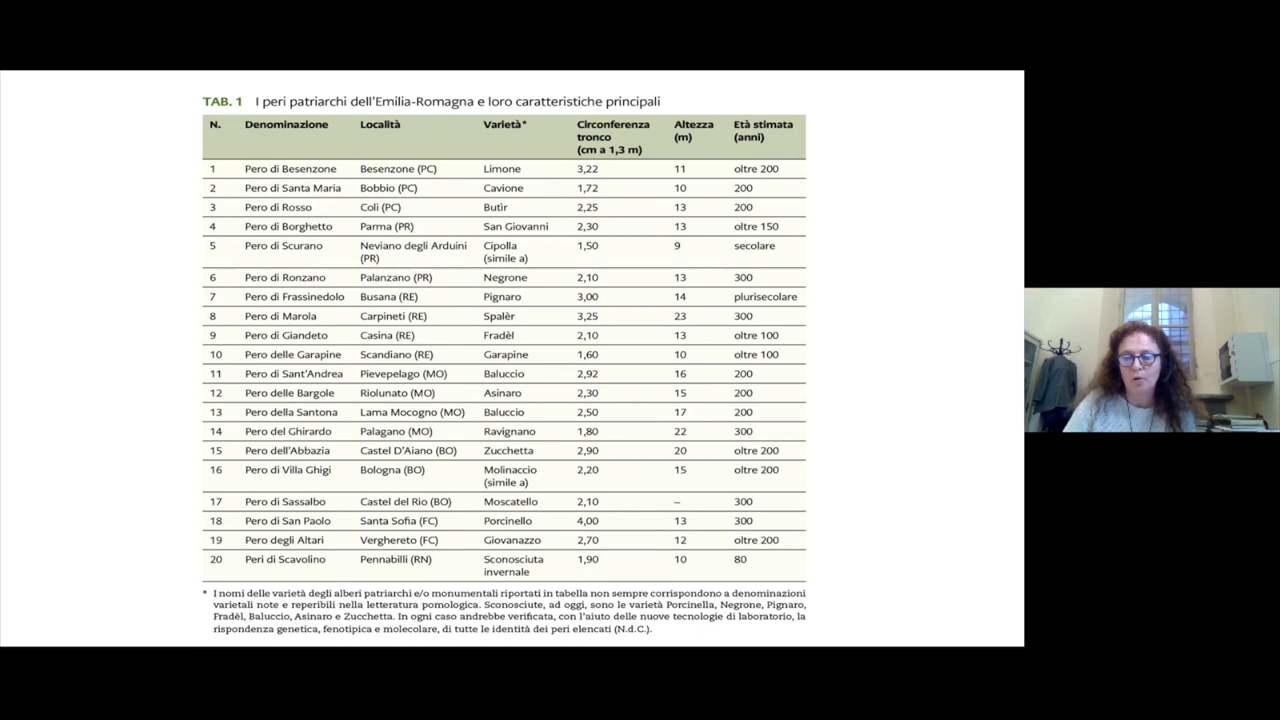 TAB. 1 I peri patriarchi dell'Emilia-Romagna e loro caratteristiche principali
N. Denominazione Località Varietà* Circonferenza tronco (cm a 1,3 m) Altezza (m) Età stimata (anni)
1 Pero di Besenzone Besenzone (PC) Limone 3,22 11 oltre 200
2 Pero di Santa Maria Bobbio (PC) Cavione 1,72 10 200
3 Pero di Rosso Coli (PC) Butìr 2,25 13 200
4 Pero di Borghetto Parma (PR) San Giovanni 2,30 13 oltre 150
5 Pero di Scurano Neviano degli Arduini (PR) Cipolla (simile a) 1,50 9 secolare
6 Pero di Ronzano Palanzano (PR) Negrone 2,10 13 300
7 Pero di Frassinedolo Busana (RE) Pignaro 3,00 14 plurisecolare
8 Pero di Marola Carpineti (RE) Spalèr 3,25 23 300
9 Pero di Giandeto Casina (RE) Fradèl 2,10 13 oltre 100
10 Pero delle Garapine Scandiano (RE) Garapine 1,60 10 oltre 100
11 Pero di Sant'Andrea Pievepelago (MO) Baluccio 2,92 16 200
12 Pero delle Bargole Riolunato (MO) Asinaro 2,30 15 200
13 Pero della Santona Lama Mocogno (MO) Baluccio 2,50 17 200
14 Pero del Ghirardo Palagano (MO) Ravignano 1,80 22 300
15 Pero dell'Abbazia Castel D'Aiano (BO) Zucchetta 2,90 20 oltre 200
16 Pero di Villa Ghigi Bologna (BO) Molinaccio (simile a) 2,20 15 oltre 200
17 Pero di Sassalbo Castel del Rio (BO) Moscatello 2,10 – 300
18 Pero di San Paolo Santa Sofia (FC) Porcinello 4,00 13 300
19 Pero degli Altari Verghereto (FC) Giovanazzo 2,70 12 oltre 200
20 Peri di Scavolino Pennabilli (RN) Sconosciuta invernale 1,90 10 80
* I nomi delle varietà degli alberi patriarchi e/o monumentali riportati in tabella non sempre corrispondono a denominazioni
varietali note e reperibili nella letteratura pomologica. Sconosciute, ad oggi, sono le varietà Porcinella, Negrone, Pignaro,
Fradèl, Baluccio, Asinaro e Zucchetta. In ogni caso andrebbe verificata, con l'aiuto delle nuove tecnologie di laboratorio, la
rispondenza genetica, fenotipica e molecolare, di tutte le identità dei peri elencati (N.d.C.).